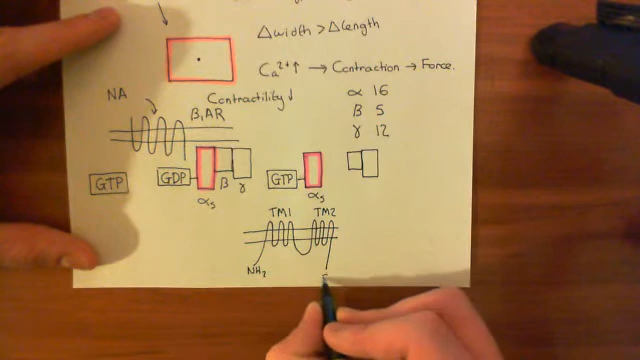 Δwidth > Δlength
Ca²⁺↑ → Contraction → Force.
NA
Contractility ↓
β₁AR
α 16
β 5
γ 12
GTP
GDP
αs
β
γ
GTP
αs
TM1
TM2
NH₂